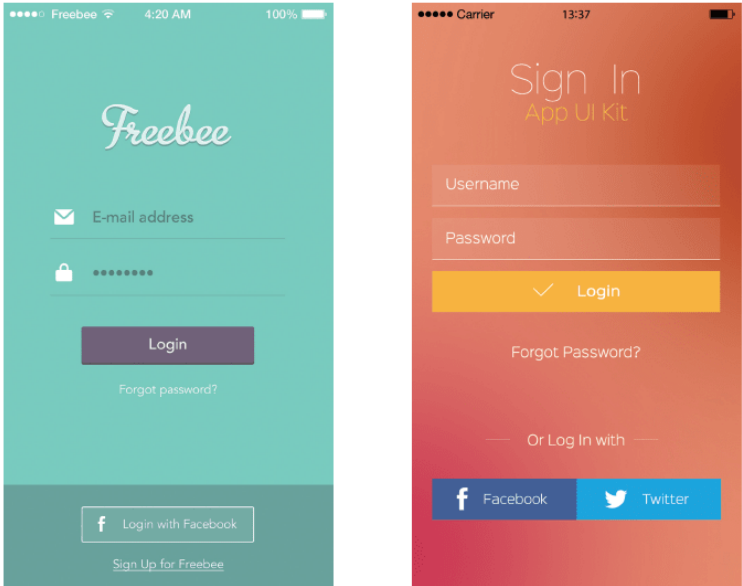 Freebee 4:20 AM 100%
Freebee
E-mail address
••••••••
Login
Forgot password?
f Login with Facebook
Sign Up for Freebee
Carrier 13:37
Sign In
App UI Kit
Username
Password
Login
Forgot Password?
Or Log In with
f Facebook Twitter